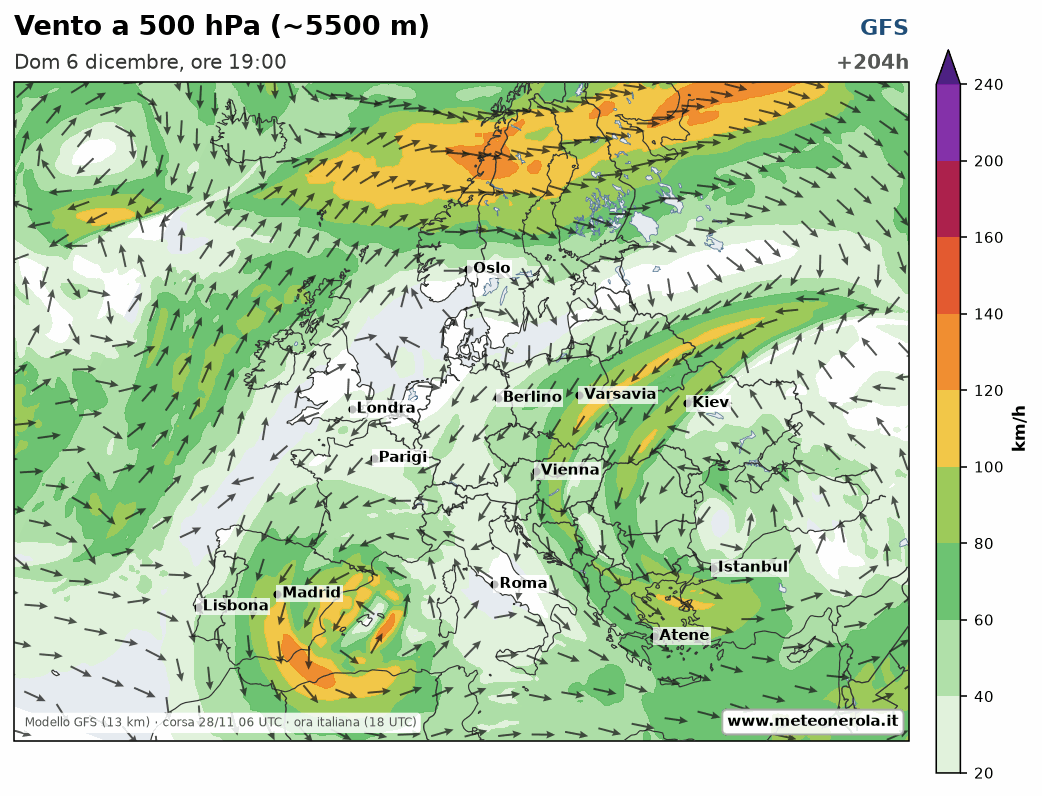 Vento a 500 hPa (~5500 m)
GFS
Dom 6 dicembre, ore 19:00
+204h
240
200
160
140
120
100
80
60
40
20
km/h
Oslo
Londra
Berlino
Varsavia
Kiev
Parigi
Vienna
Istanbul
Roma
Madrid
Lisbona
Atene
Modello GFS (13 km) · corsa 28/11 06 UTC · ora italiana (18 UTC)
www.meteonerola.it